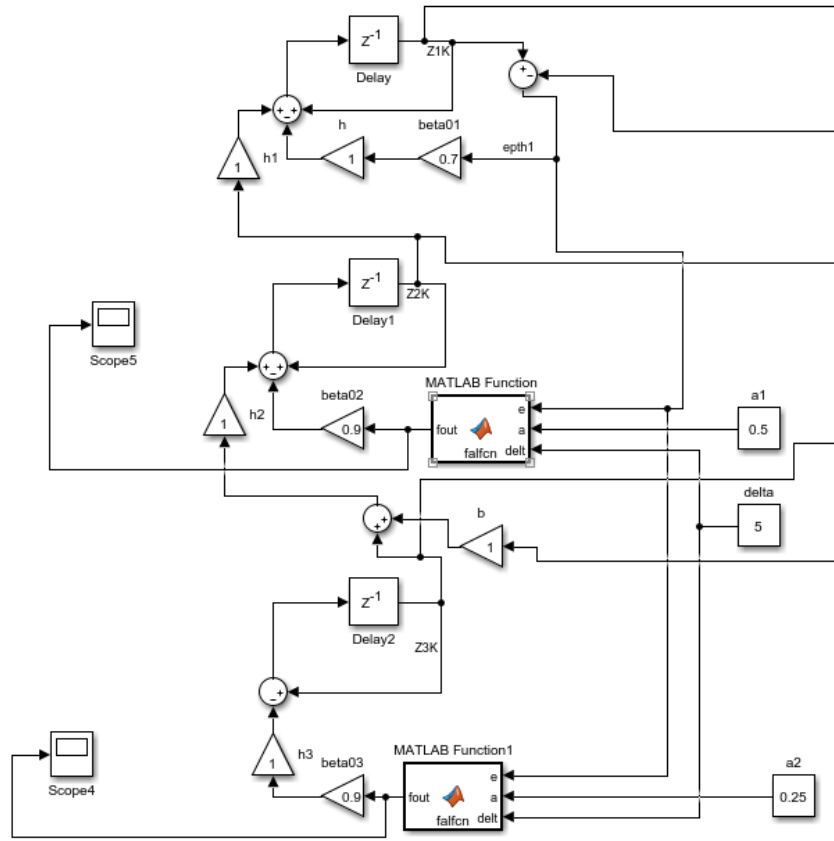 Z⁻¹
Z1K
Delay
+
-
+
-
+
h
beta01
1
0.7
epth1
1
h1
Z⁻¹
Z2K
Delay1
Scope5
+
-
+
MATLAB Function
a1
beta02
h2
1
0.9
fout
e
a
delt
falfcn
0.5
delta
5
+
+
b
1
Z⁻¹
Delay2
Z3K
-
+
MATLAB Function1
h3
beta03
1
0.9
fout
e
a
delt
falfcn
a2
0.25
Scope4